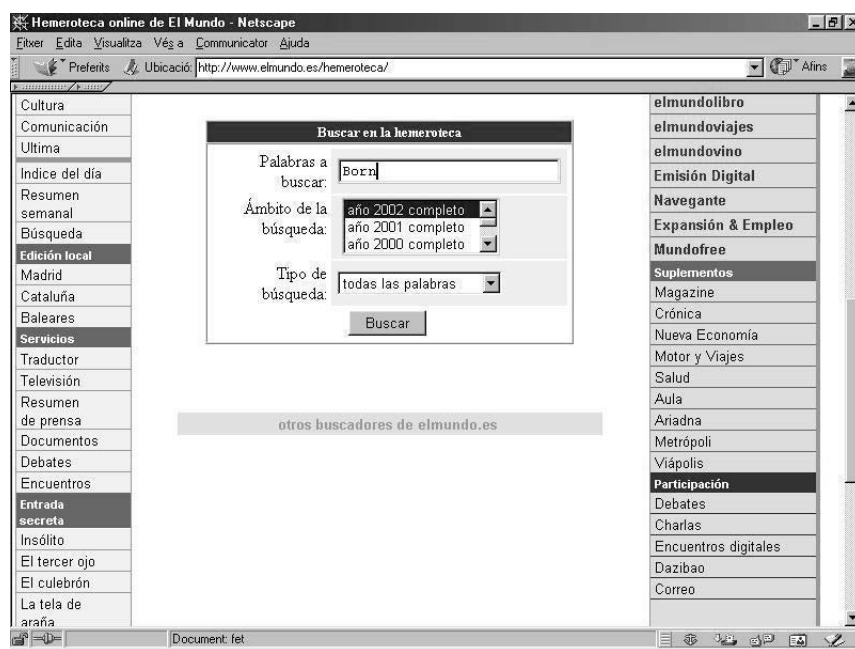 Hemeroteca online de El Mundo - Netscape
Fitxer Edita Visualitza Vés a Communicator Ajuda
Preferits Ubicació: http://www.elmundo.es/hemeroteca/ Afins
Cultura
Comunicación
Ultima
Indice del día
Resumen
semanal
Búsqueda
Edición local
Madrid
Cataluña
Baleares
Servicios
Traductor
Televisión
Resumen
de prensa
Documentos
Debates
Encuentros
Entrada
secreta
Insólito
El tercer ojo
El culebrón
La tela de
araña
Buscar en la hemeroteca
Palabras a
buscar:
Born
Ámbito de la
búsqueda:
año 2002 completo
año 2001 completo
año 2000 completo
Tipo de
búsqueda:
todas las palabras
Buscar
otros buscadores de elmundo.es
elmundolibro
elmundoviajes
elmundovino
Emisión Digital
Navegante
Expansión & Empleo
Mundofree
Suplementos
Magazine
Crónica
Nueva Economía
Motor y Viajes
Salud
Aula
Ariadna
Metrópoli
Viápolis
Participación
Debates
Charlas
Encuentros digitales
Dazibao
Correo
Document: fet